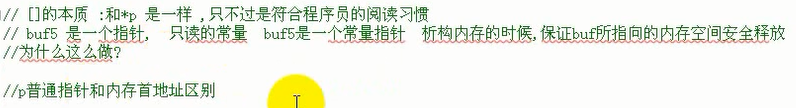 // []的本质 :和*p 是一样 ,只不过是符合程序员的阅读习惯
// buf5 是一个指针, 只读的常量 buf5是一个常量指针 析构内存的时候,保证buf所指向的内存空间安全释放
//为什么这么做?
//p普通指针和内存首地址区别